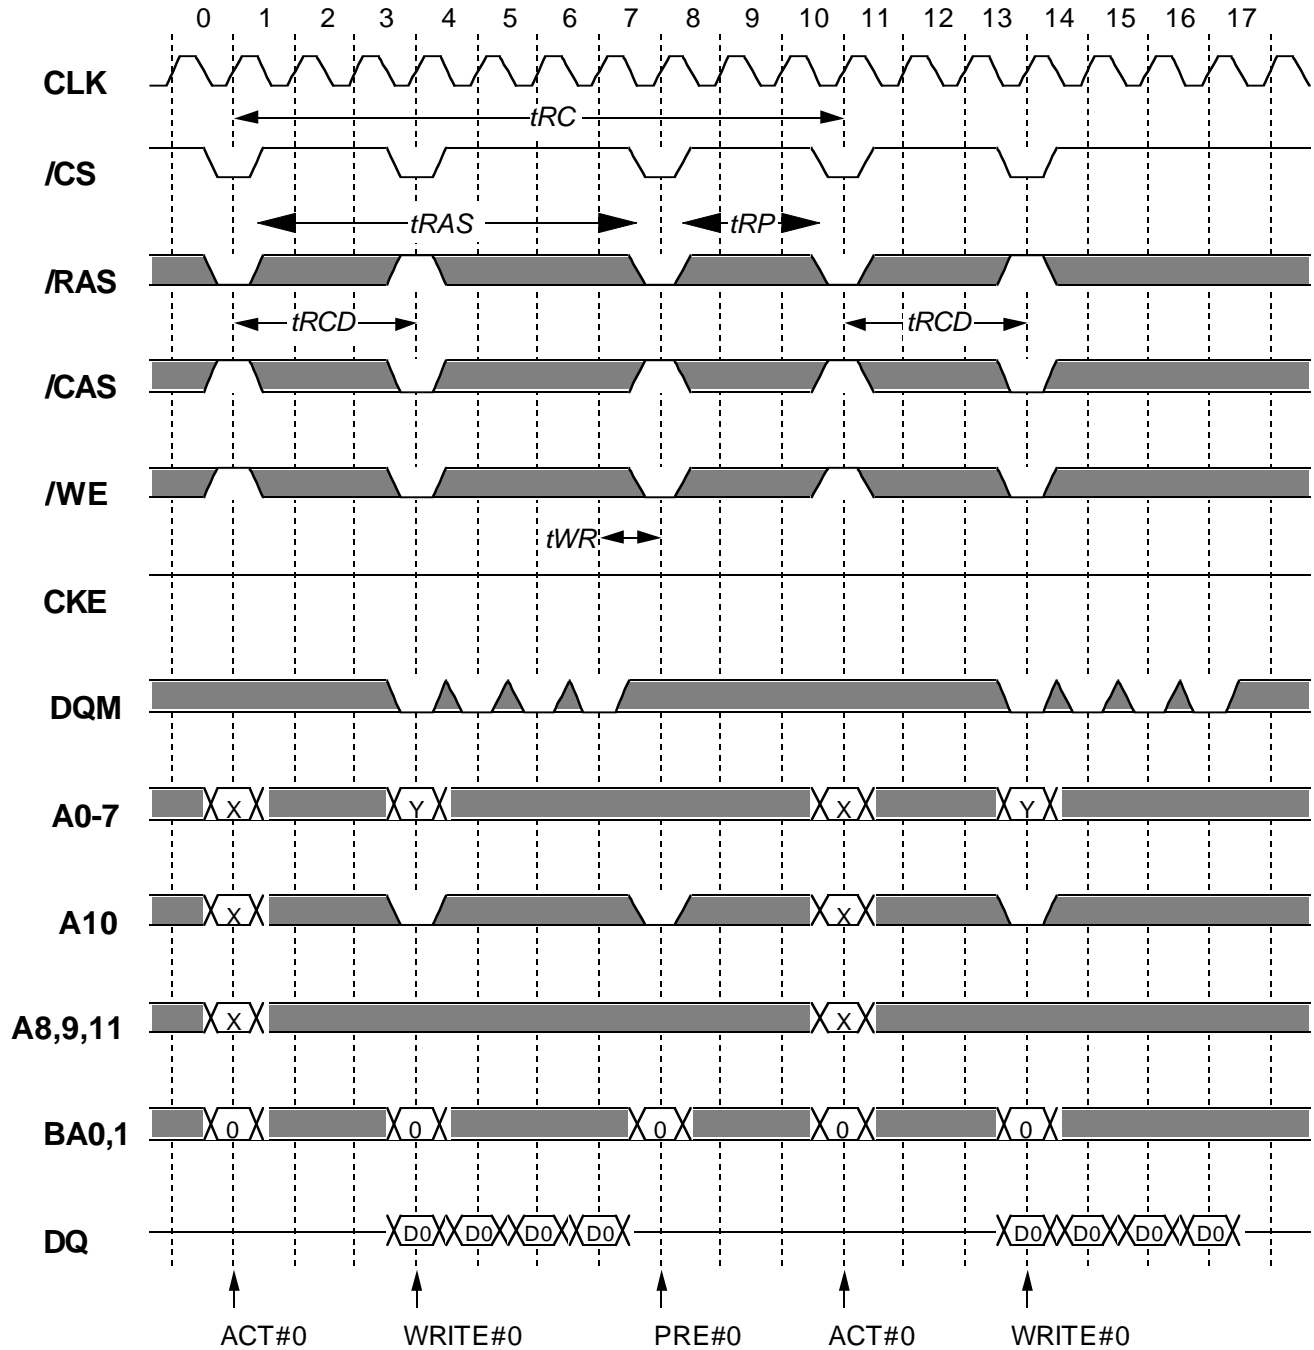 0 1 2 3 4 5 6 7 8 9 10 11 12 13 14 15 16 17
CLK
tRC
/CS
tRAS tRP
/RAS
tRCD tRCD
/CAS
/WE
tWR
CKE
DQM
A0-7 X Y X Y
A10 X X
A8,9,11 X X
BA0,1 0 0 0 0 0
DQ D0 D0 D0 D0 D0 D0 D0 D0
ACT#0 WRITE#0 PRE#0 ACT#0 WRITE#0